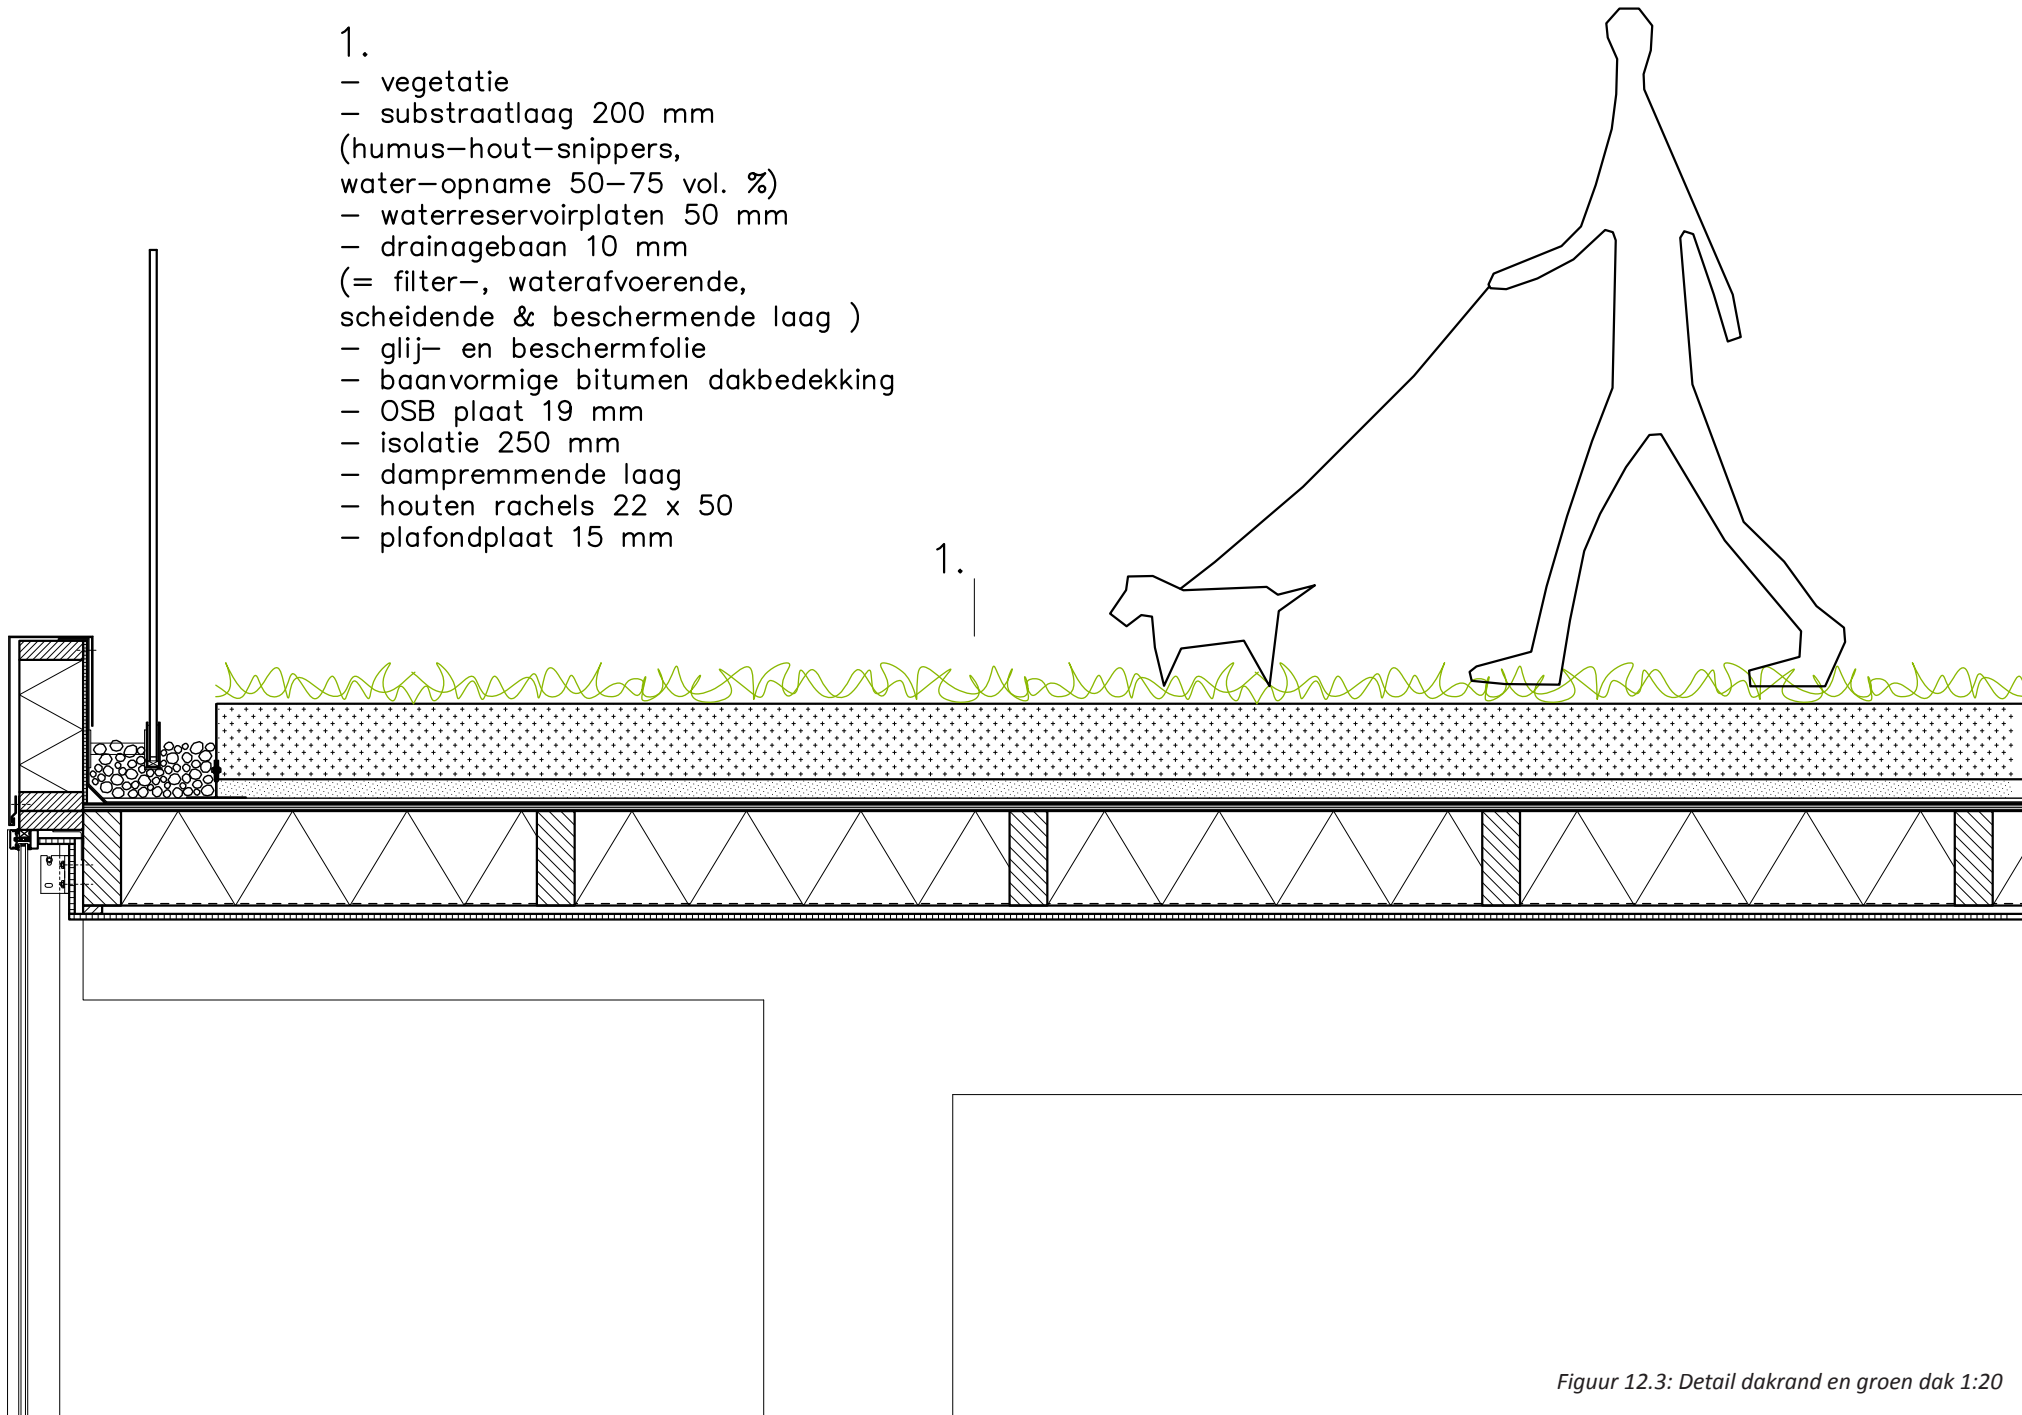 1.
– vegetatie
– substraatlaag 200 mm
(humus–hout–snippers,
water–opname 50–75 vol. %)
– waterreservoirplaten 50 mm
– drainagebaan 10 mm
(= filter–, waterafvoerende,
scheidende & beschermende laag )
– glij– en beschermfolie
– baanvormige bitumen dakbedekking
– OSB plaat 19 mm
– isolatie 250 mm
– dampremmende laag
– houten rachels 22 x 50
– plafondplaat 15 mm
1.
Figuur 12.3: Detail dakrand en groen dak 1:20